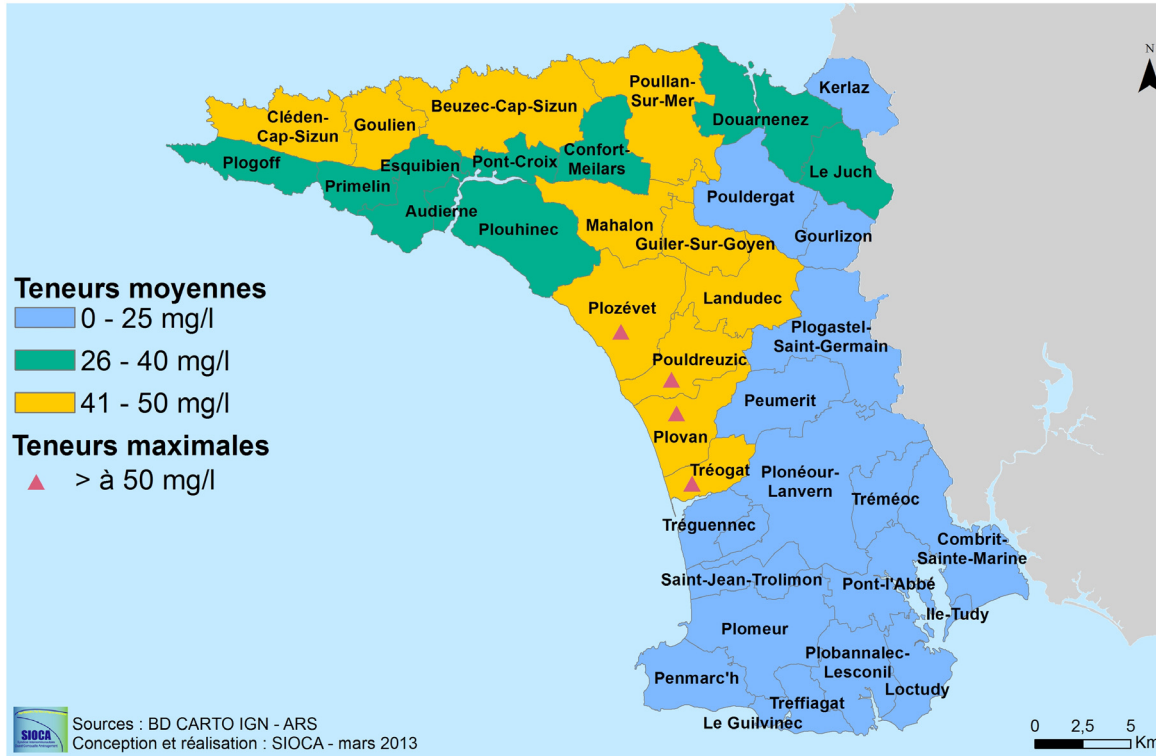 N
Kerlaz
Poullan-
Sur-Mer
Beuzec-Cap-Sizun
Cléden-
Cap-Sizun
Goulien
Douarnenez
Confort-
Meilars
Pont-Croix
Esquibien
Plogoff
Le Juch
Primelin
Pouldergat
Audierne
Mahalon
Plouhinec
Gourlizon
Guiler-Sur-Goyen
Teneurs moyennes
0 - 25 mg/l
26 - 40 mg/l
41 - 50 mg/l
Teneurs maximales
> à 50 mg/l
Landudec
Plozévet
Plogastel-
Saint-Germain
Pouldreuzic
Peumerit
Plovan
Tréogat
Plonéour-
Lanvern
Tréméoc
Tréguennec
Combrit-
Sainte-Marine
Saint-Jean-Trolimon
Pont-l'Abbé
Ile-Tudy
Plomeur
Plobannalec-
Lesconil
Penmarc'h
Loctudy
Treffiagat
Le Guilvinec
SIOCA
Sources : BD CARTO IGN - ARS
Conception et réalisation : SIOCA - mars 2013
0 2,5 5
Km